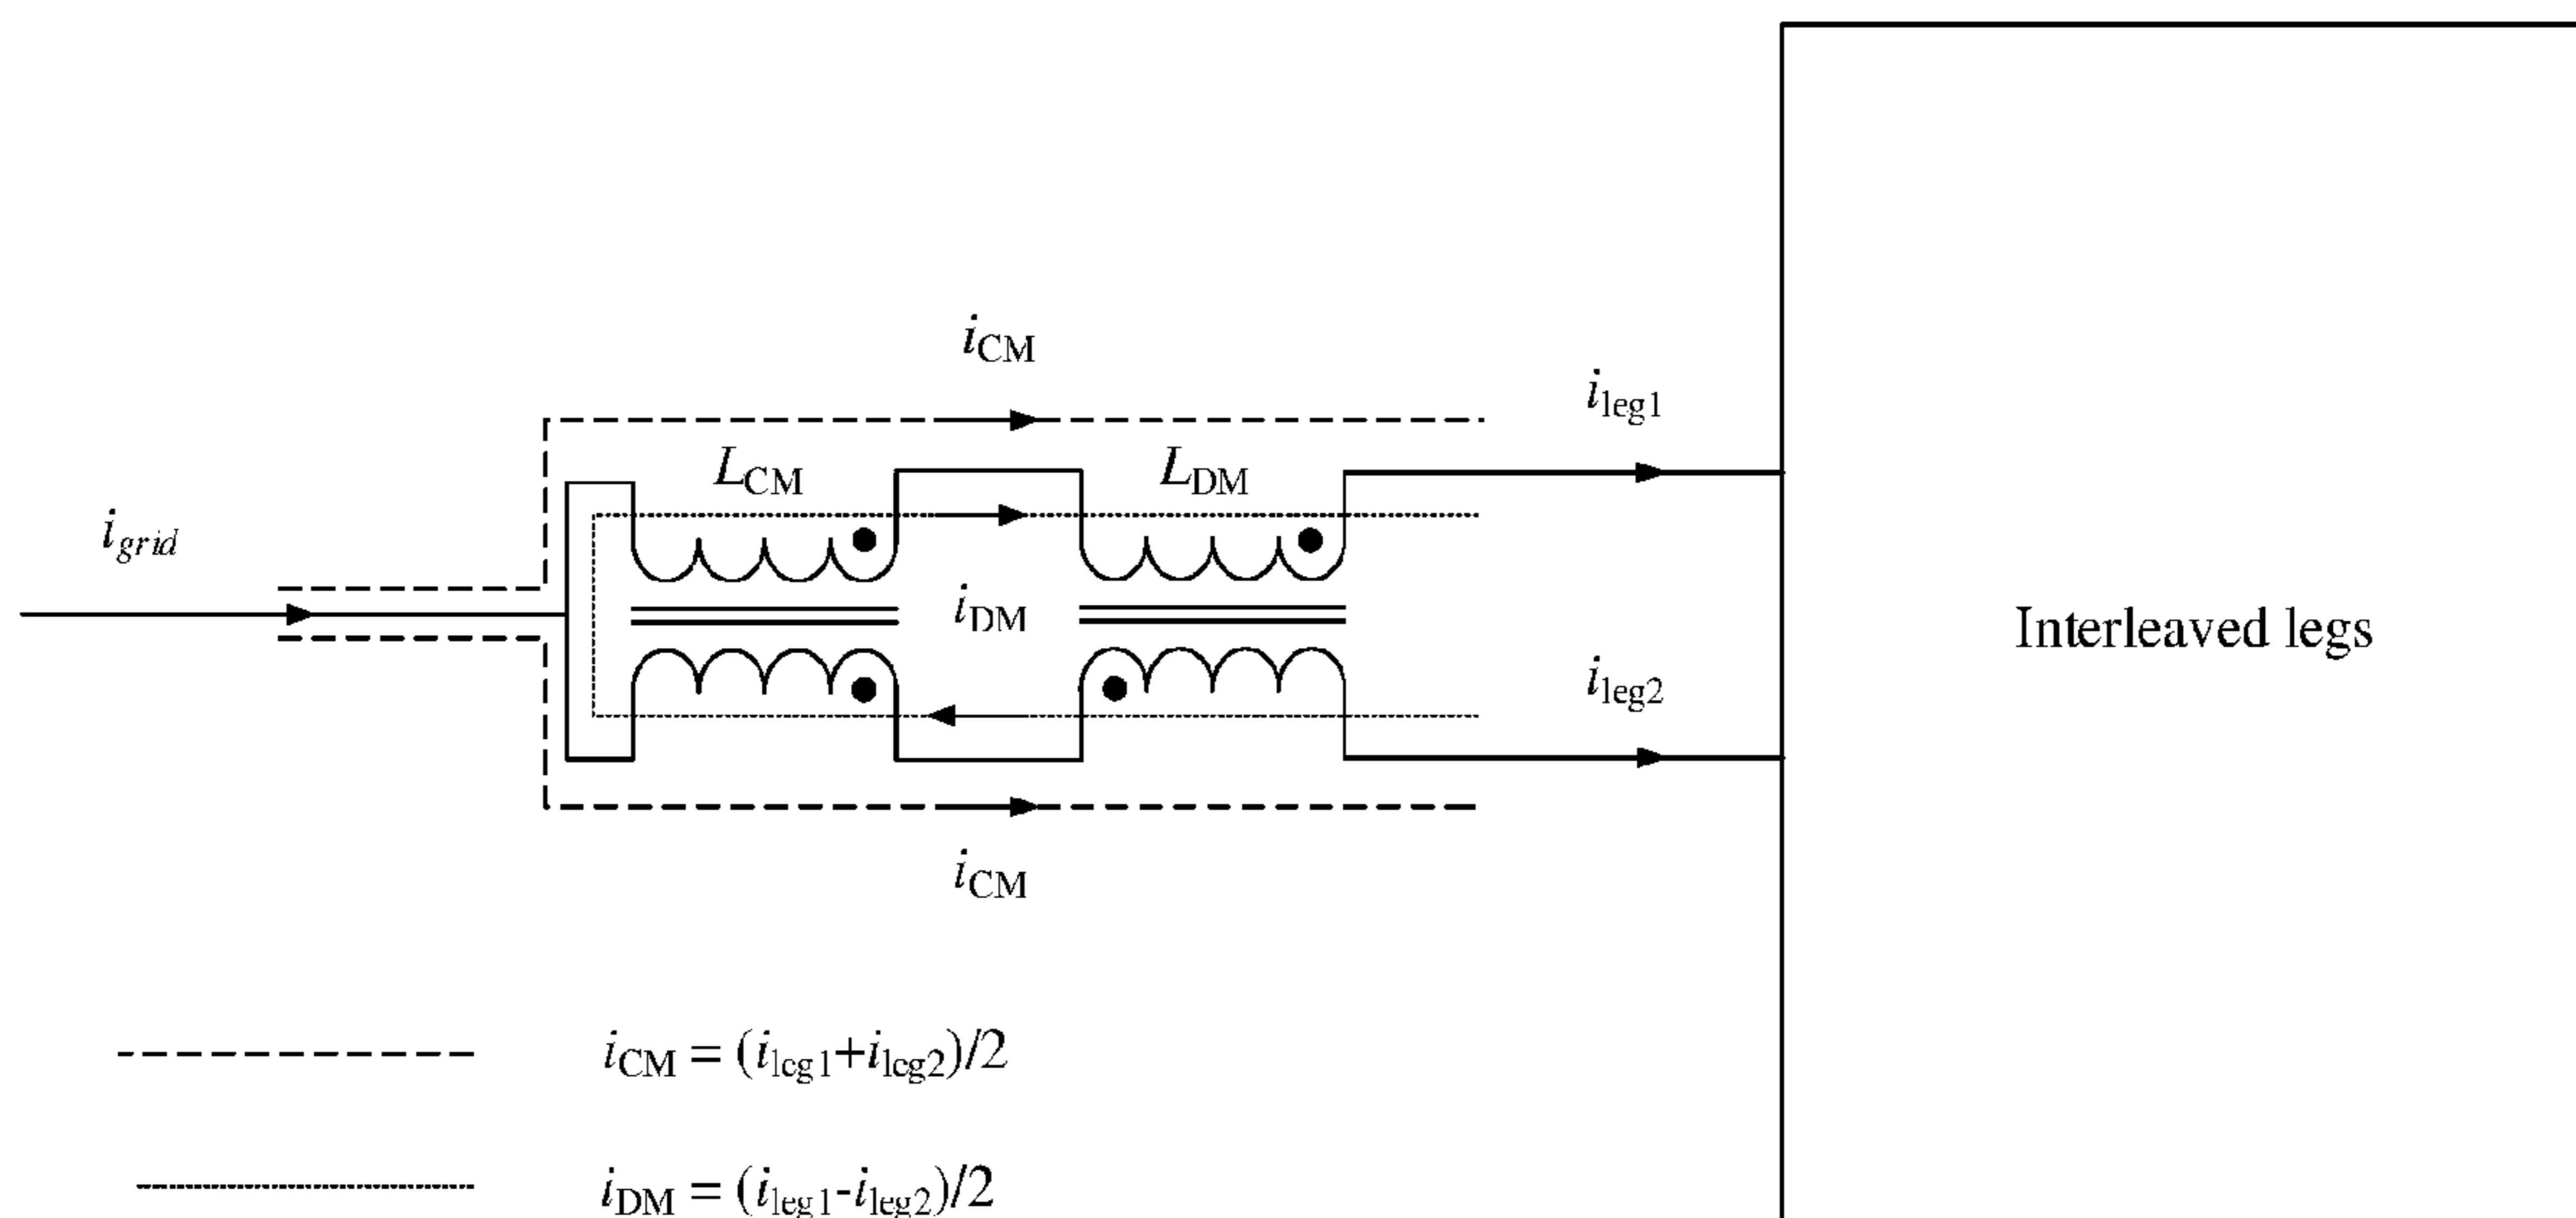 iCM
ileg1
LCM
LDM
igrid
iDM
Interleaved legs
ileg2
iCM
iCM = (ileg1+ileg2)/2
iDM = (ileg1-ileg2)/2